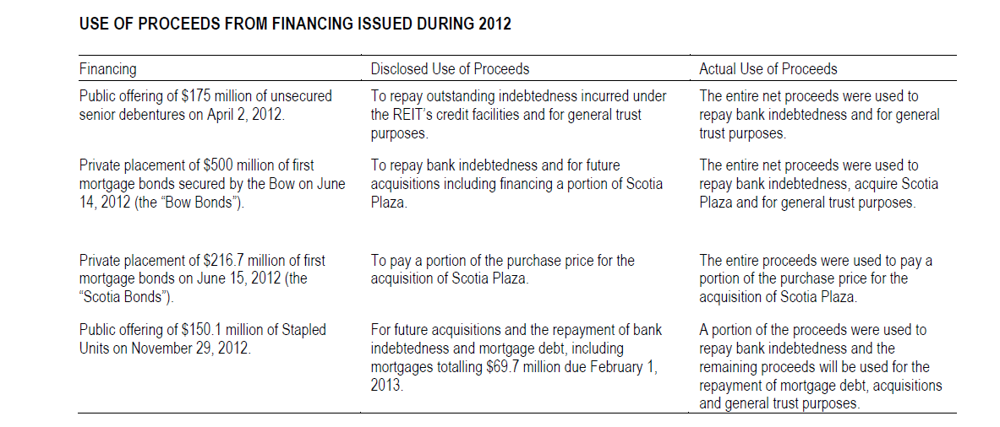 USE OF PROCEEDS FROM FINANCING ISSUED DURING 2012
Financing Disclosed Use of Proceeds Actual Use of Proceeds
Public offering of $175 million of unsecured
senior debentures on April 2, 2012.
To repay outstanding indebtedness incurred under
the REIT's credit facilities and for general trust
purposes.
The entire net proceeds were used to
repay bank indebtedness and for general
trust purposes.
Private placement of $500 million of first
mortgage bonds secured by the Bow on June
14, 2012 (the “Bow Bonds”).
To repay bank indebtedness and for future
acquisitions including financing a portion of Scotia
Plaza.
The entire net proceeds were used to
repay bank indebtedness, acquire Scotia
Plaza and for general trust purposes.
Private placement of $216.7 million of first
mortgage bonds on June 15, 2012 (the
“Scotia Bonds”).
To pay a portion of the purchase price for the
acquisition of Scotia Plaza.
The entire proceeds were used to pay a
portion of the purchase price for the
acquisition of Scotia Plaza.
Public offering of $150.1 million of Stapled
Units on November 29, 2012.
For future acquisitions and the repayment of bank
indebtedness and mortgage debt, including
mortgages totalling $69.7 million due February 1,
2013.
A portion of the proceeds were used to
repay bank indebtedness and the
remaining proceeds will be used for the
repayment of mortgage debt, acquisitions
and general trust purposes.